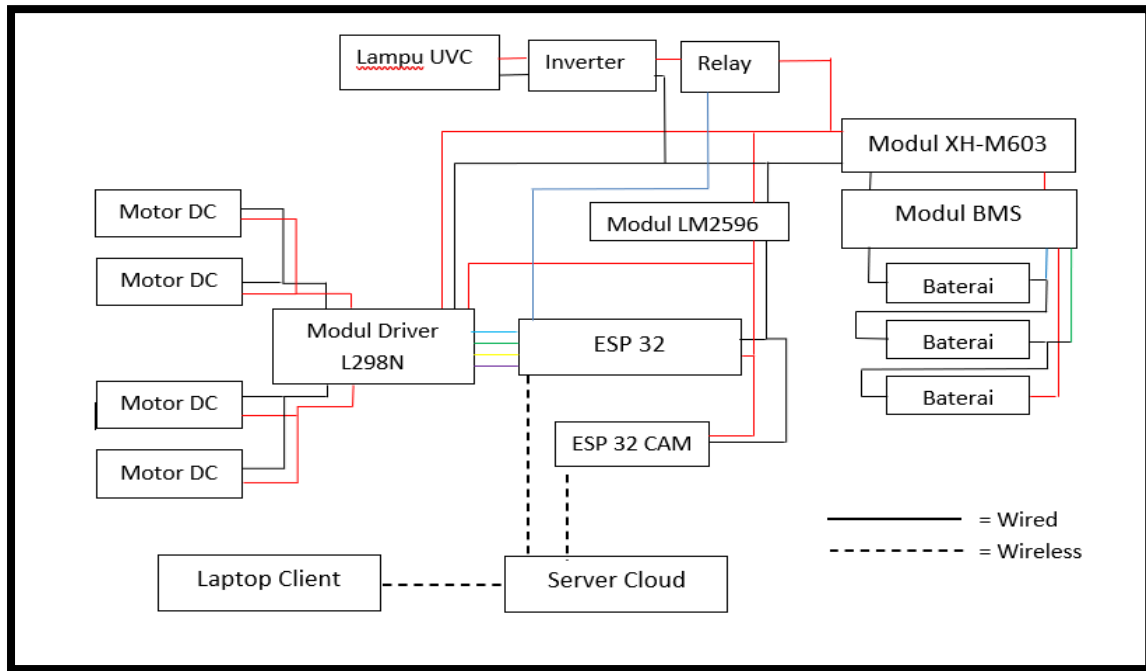 Lampu UVC
Inverter
Relay
Modul XH-M603
Motor DC
Modul LM2596
Modul BMS
Motor DC
Baterai
Modul Driver
L298N
ESP 32
Baterai
Motor DC
Baterai
ESP 32 CAM
Motor DC
= Wired
= Wireless
Laptop Client
Server Cloud